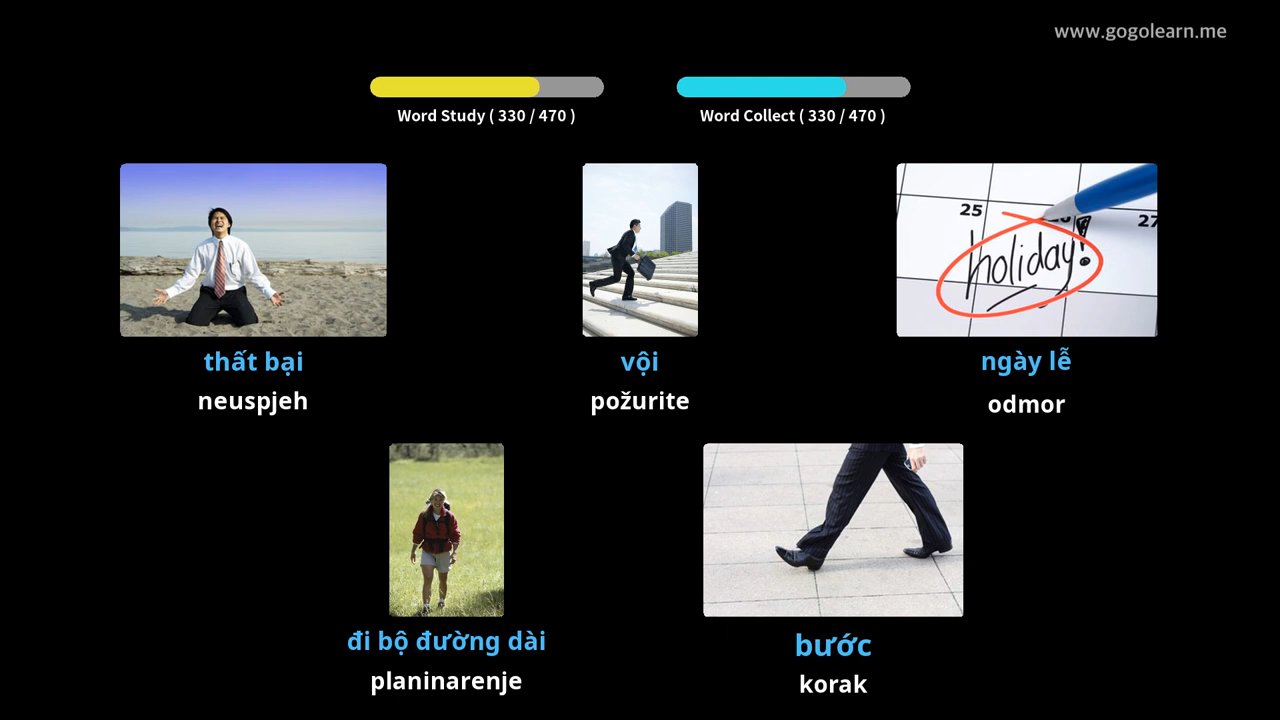 www.gogolearn.me
Word Study ( 330 / 470 )
Word Collect ( 330 / 470 )
25
27
holiday!
thất bại
vội
ngày lễ
neuspjeh
požurite
odmor
đi bộ đường dài
bước
planinarenje
korak